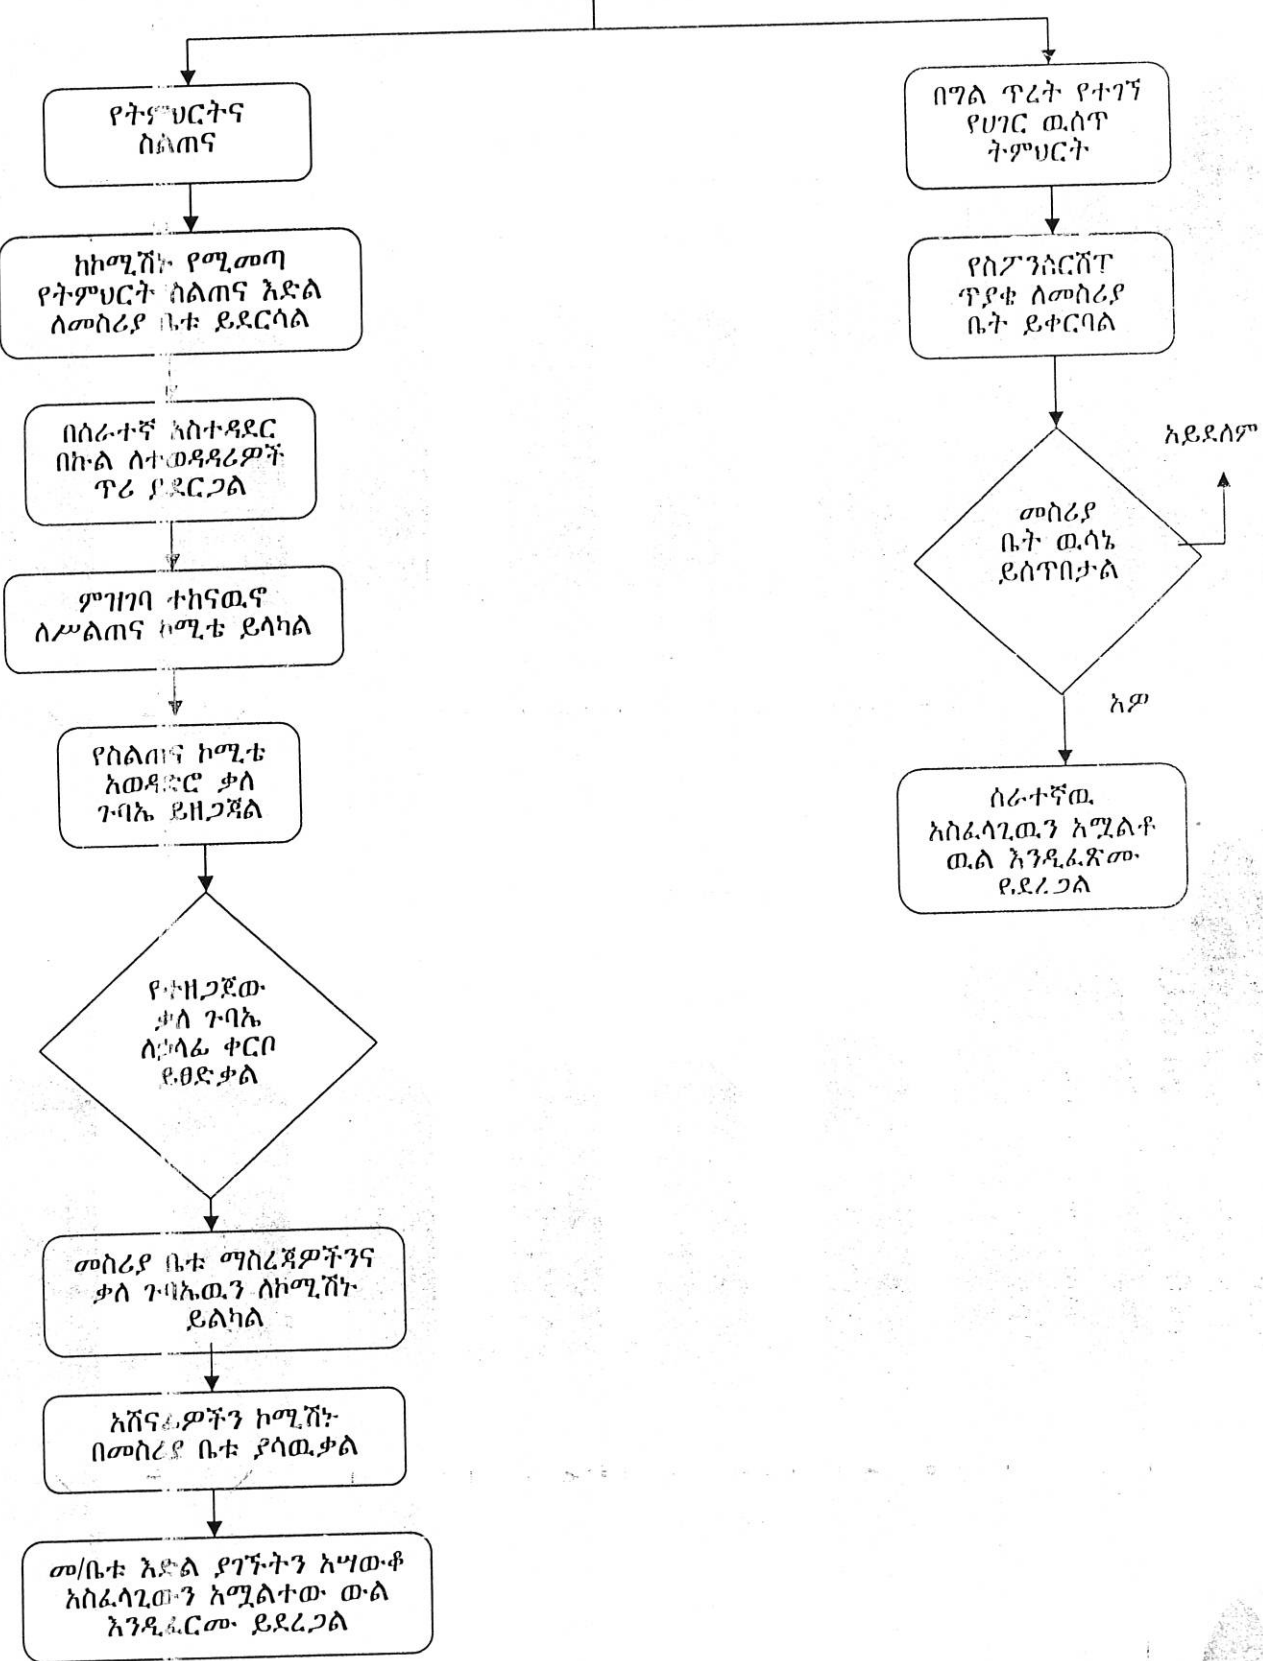 የትምህርትና
ስልጠና
ከኮሚሽኑ የሚመጣ
የትምህርት ስልጠና እድል
ለመስሪያ ቤቱ ይደርሳል
በሰራተኛ አስተዳደር
በኩል ለተወዳዳሪዎች
ጥሪ ያደርጋል
ምዝገባ ተከናዉኖ
ለሥልጠና ኮሚቴ ይላካል
የስልጠና ኮሚቴ
አወዳድሮ ቃለ
ጉባኤ ይዘጋጃል
የተዘጋጀው
ቃለ ጉባኤ
ለኃላፊ ቀርቦ
ይፀድቃል
መስሪያ ቤቱ ማስረጃዎችንና
ቃለ ጉባኤዉን ለኮሚሽኑ
ይልካል
አሸናፊዎችን ኮሚሽኑ
በመስሪያ ቤቱ ያሳዉቃል
መ/ቤቱ እድል ያገኙትን አሣውቆ
አስፈላጊውን አሟልተው ውል
እንዲፈርሙ ይደረጋል
በግል ጥረት የተገኝ
የሀገር ዉሰጥ
ትምህርት
የስፖንሰርሽፕ
ጥያቄ ለመስሪያ
ቤት ይቀርባል
አይደለም
መስሪያ
ቤት ዉሳኔ
ይሰጥበታል
አዎ
ሰራተኛዉ
አስፈላጊዉን አሟልቶ
ዉል እንዲፈጽሙ
ይደረጋል